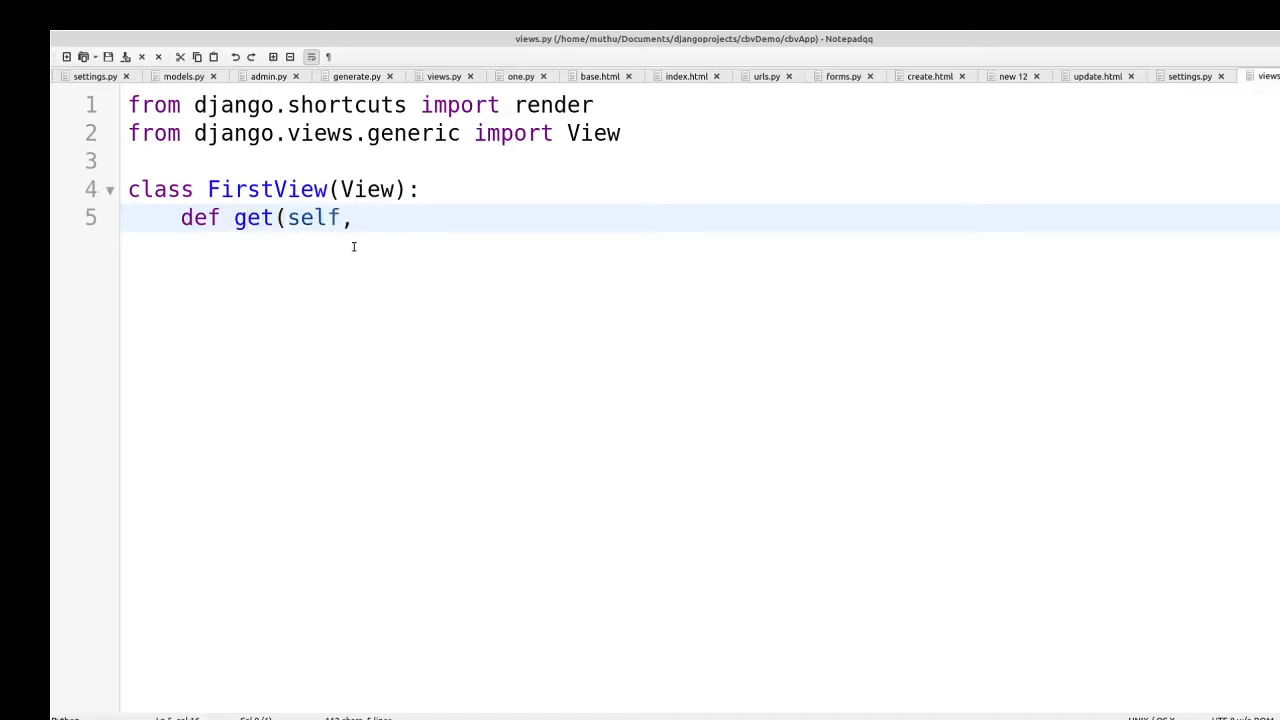 views.py (/home/muthu/Documents/djangoprojects/cbvDemo/cbvApp) - Notepadqq
settings.py models.py admin.py generate.py views.py one.py base.html index.html urls.py forms.py create.html new 12 update.html settings.py views
1 from django.shortcuts import render
2 from django.views.generic import View
3
4 class FirstView(View):
5 def get(self,